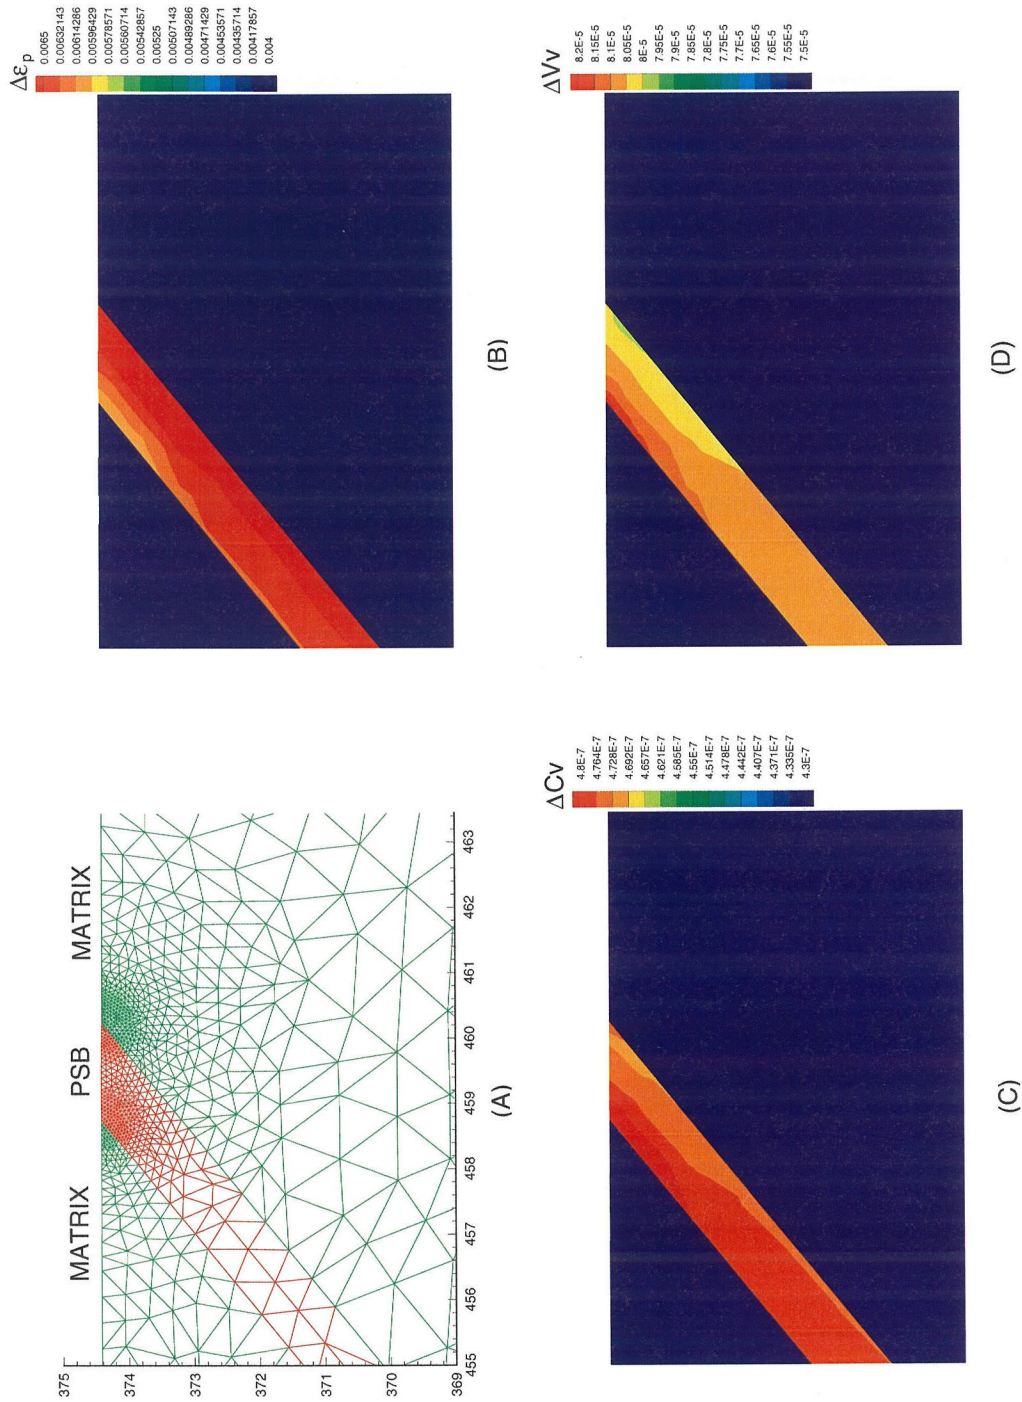 MATRIX PSB MATRIX
375
374
373
372
371
370
369
455 456 457 458 459 460 461 462 463
(A)
Δεp
0.0065
0.00632143
0.00614286
0.00596429
0.00578571
0.00560714
0.00542857
0.00525
0.00507143
0.00489286
0.00471429
0.00453571
0.00435714
0.00417857
0.004
(B)
ΔCv
4.8E-7
4.764E-7
4.728E-7
4.692E-7
4.657E-7
4.621E-7
4.585E-7
4.55E-7
4.514E-7
4.478E-7
4.442E-7
4.407E-7
4.371E-7
4.335E-7
4.3E-7
(C)
ΔVv
8.2E-5
8.15E-5
8.1E-5
8.05E-5
8E-5
7.95E-5
7.9E-5
7.85E-5
7.8E-5
7.75E-5
7.7E-5
7.65E-5
7.6E-5
7.55E-5
7.5E-5
(D)